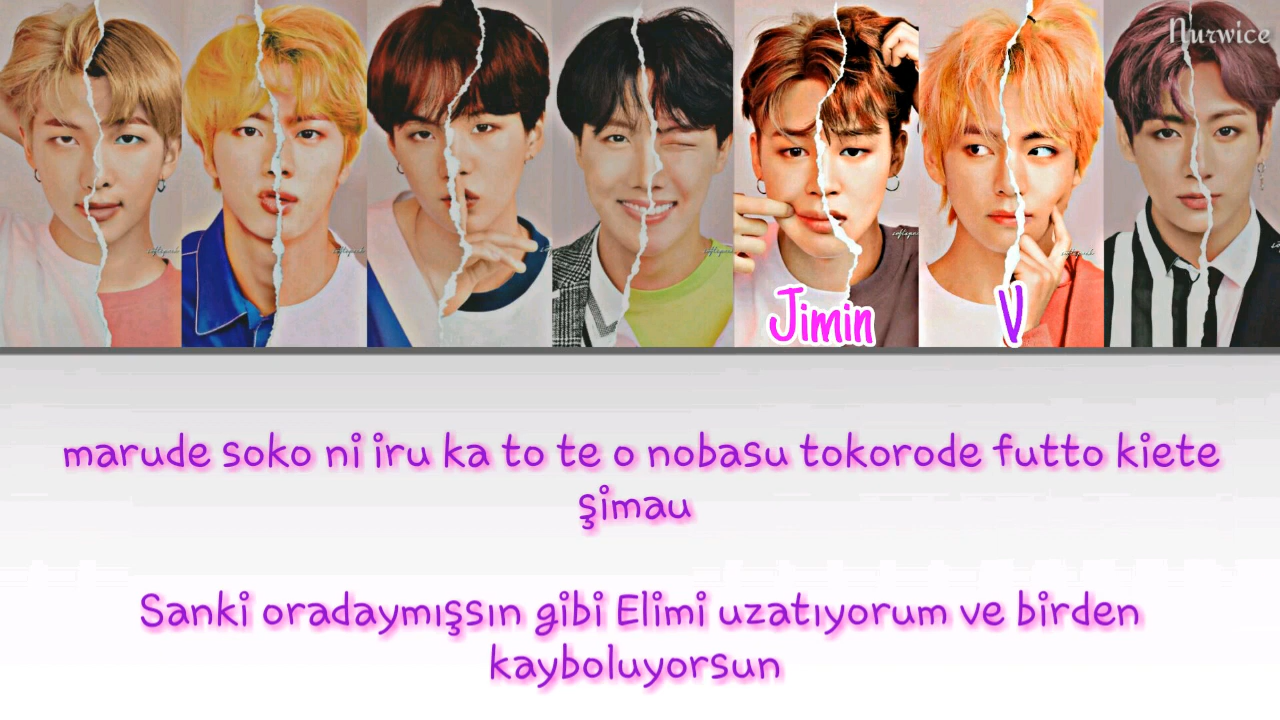 Nurwice
Jimin
V
marude soko ni iru ka to te o nobasu tokorode futto kiete
şimau
Sanki oradaymışsın gibi Elimi uzatıyorum ve birden
kayboluyorsun